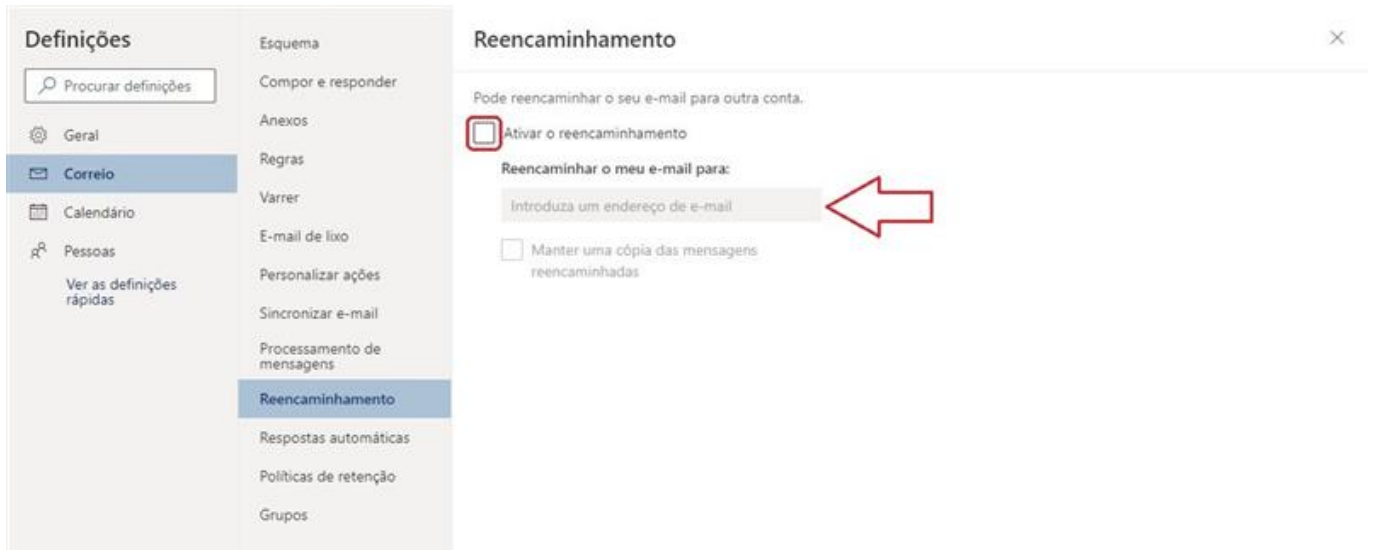 Definições
Procurar definições
Geral
Correio
Calendário
Pessoas
Ver as definições
rápidas
Esquema
Compor e responder
Anexos
Regras
Varrer
E-mail de lixo
Personalizar ações
Sincronizar e-mail
Processamento de
mensagens
Reencaminhamento
Respostas automáticas
Políticas de retenção
Grupos
Reencaminhamento
Pode reencaminhar o seu e-mail para outra conta.
Ativar o reencaminhamento
Reencaminhar o meu e-mail para:
Introduza um endereço de e-mail
Manter uma cópia das mensagens
reencaminhadas